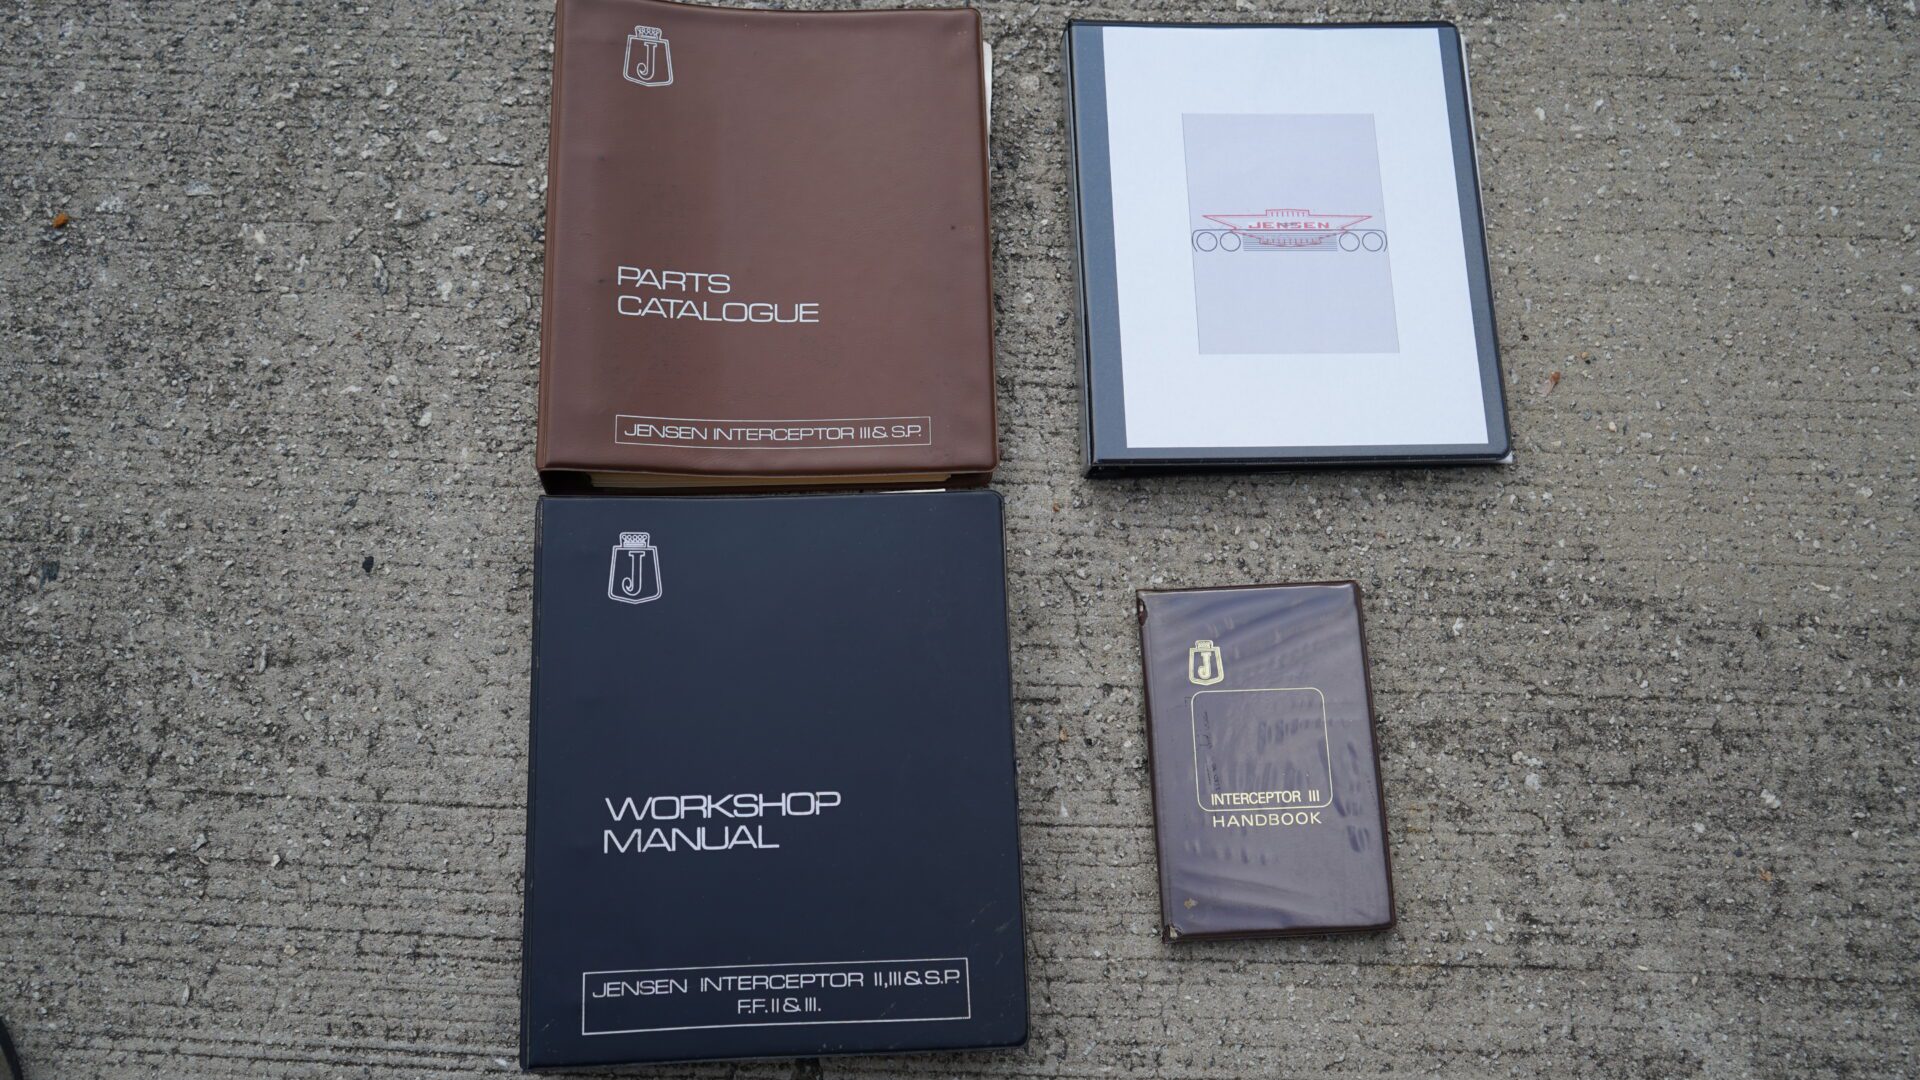 J
PARTS
CATALOGUE
JENSEN INTERCEPTOR III & S.P.
JENSEN
J
WORKSHOP
MANUAL
JENSEN INTERCEPTOR II,III & S.P.
F.F. II & III.
J
INTERCEPTOR III
HANDBOOK